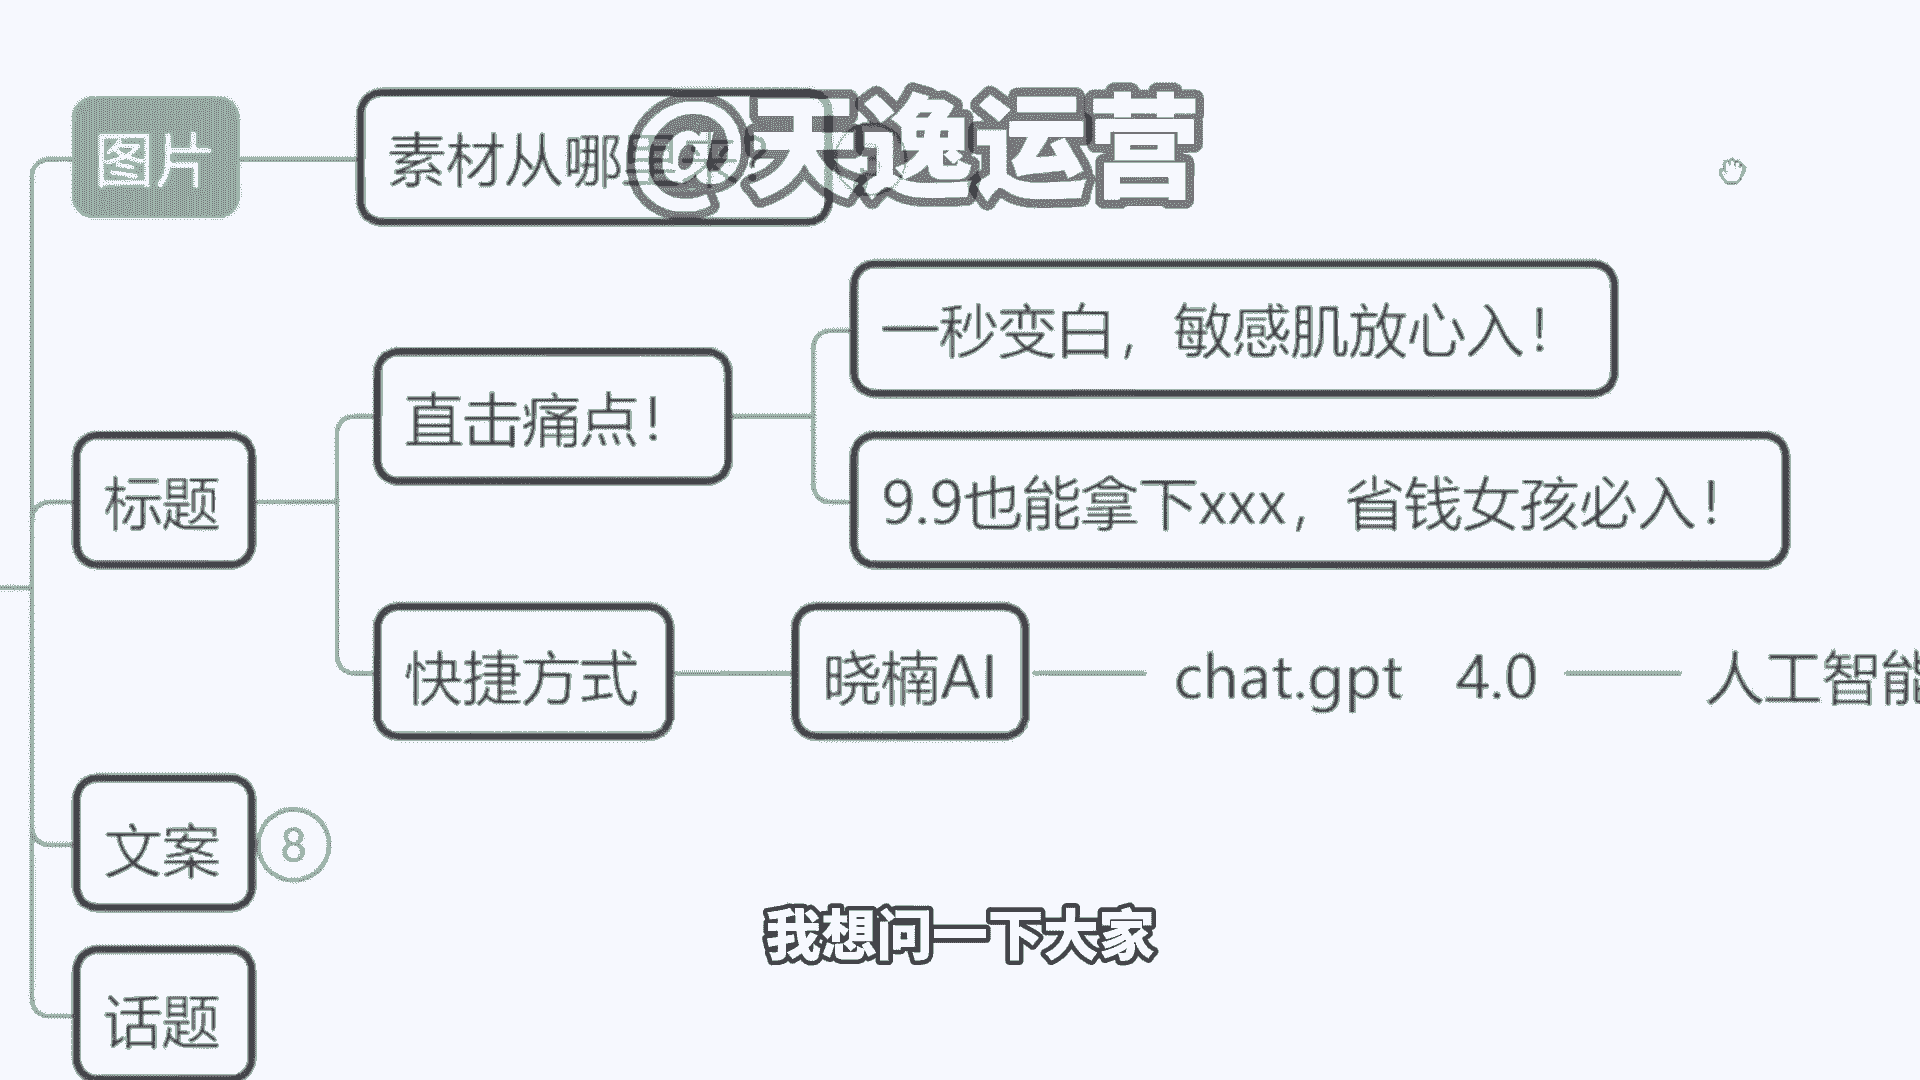 图片
素材从哪里来?
@天逸运营
一秒变白，敏感肌放心入！
直击痛点！
9.9也能拿下xxx，省钱女孩必入！
标题
快捷方式
晓楠AI
chat.gpt 4.0
人工智能
文案
8
我想问一下大家
话题